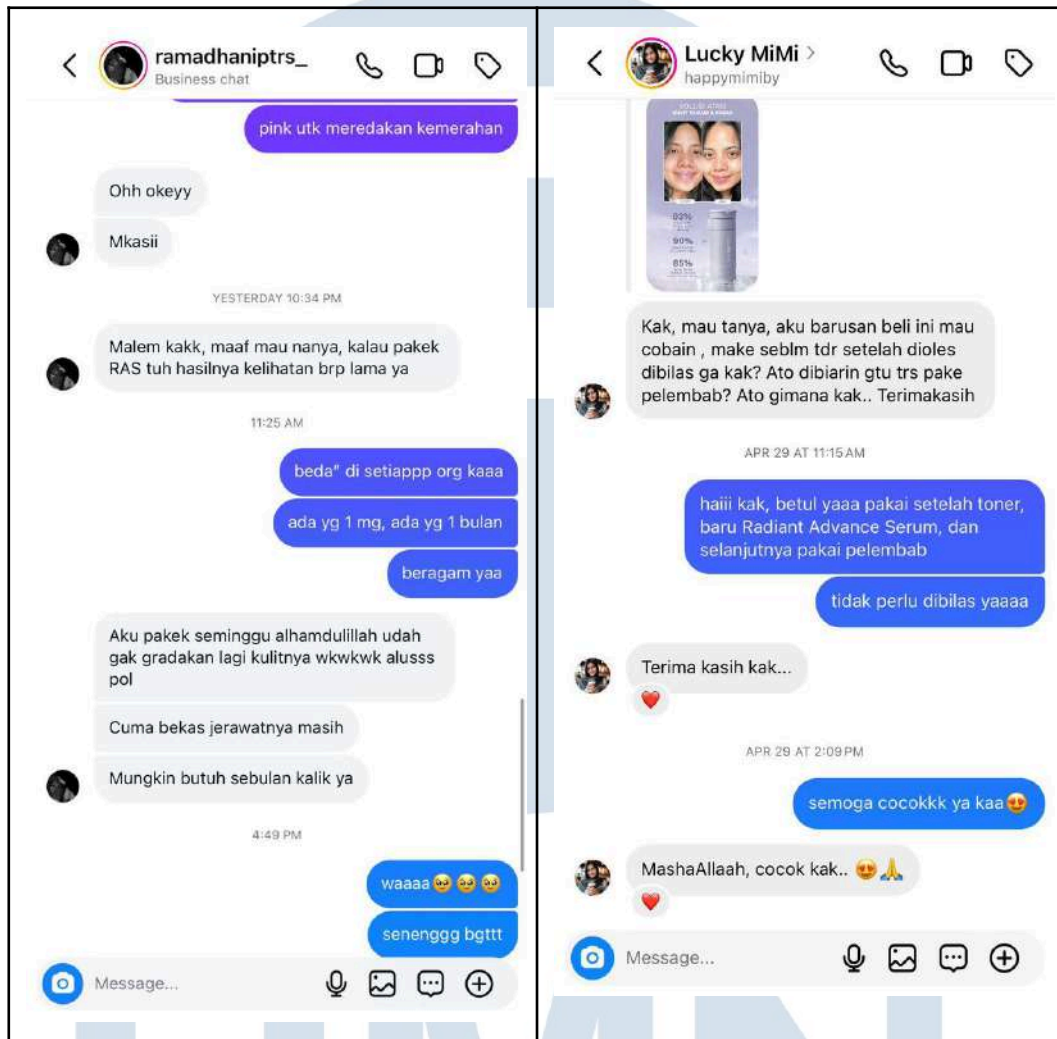 ramadhaniptrs_
Business chat
pink utk meredakan kemerahan
Ohh okeyy
Mkasii
YESTERDAY 10:34 PM
Malem kakk, maaf mau nanya, kalau pakek
RAS tuh hasilnya kelihatan brp lama ya
11:25 AM
beda" di setiappp org kaaa
ada yg 1 mg, ada yg 1 bulan
beragam yaa
Aku pakek seminggu alhamdulillah udah
gak gradakan lagi kulitnya wkwkwk alusss
pol
Cuma bekas jerawatnya masih
Mungkin butuh sebulan kalik ya
4:49 PM
waaaa🥹🥹🥹
senenggg bgttt
Message...
Lucky MiMi >
happymimiby
93%
90%
85%
Kak, mau tanya, aku barusan beli ini mau
cobain , make seblm tdr setelah dioles
dibilas ga kak? Ato dibiarin gtu trs pake
pelembab? Ato gimana kak.. Terimakasih
APR 29 AT 11:15 AM
haiii kak, betul yaaa pakai setelah toner,
baru Radiant Advance Serum, dan
selanjutnya pakai pelembab
tidak perlu dibilas yaaaa
Terima kasih kak...
❤️
APR 29 AT 2:09 PM
semoga cocokkk ya kaa😍
MashaAllaah, cocok kak.. 😍🙏
❤️
Message...